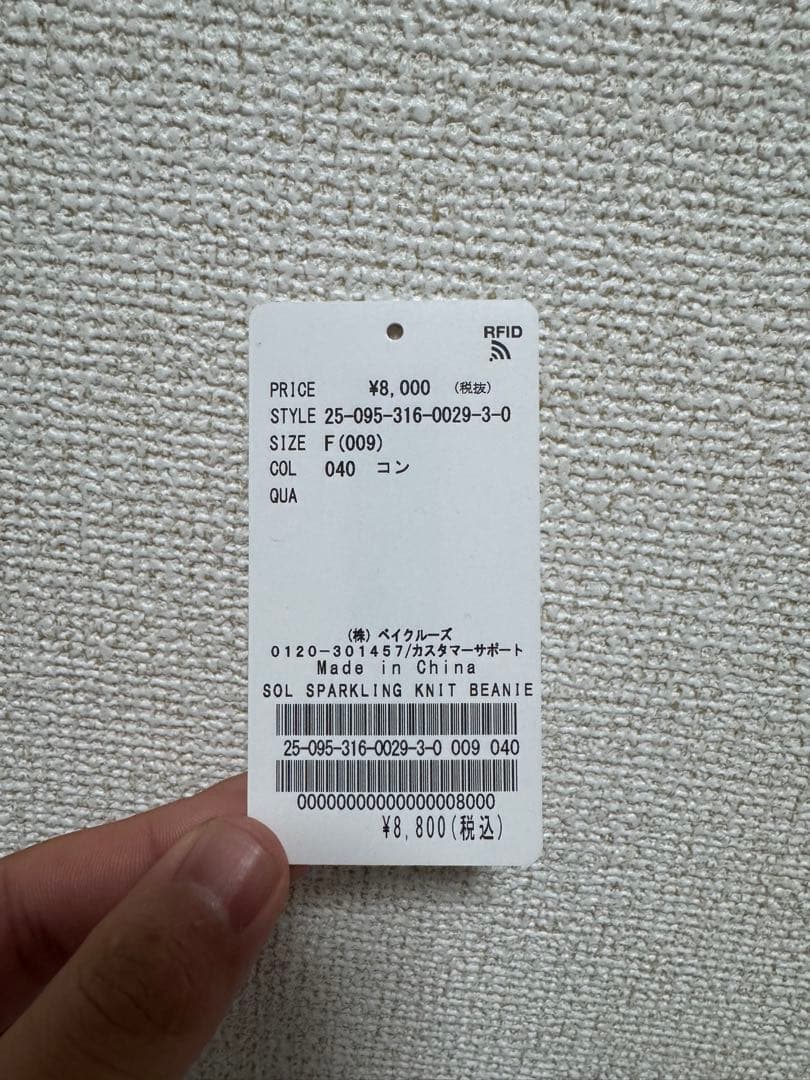 RFID
PRICE ¥8,000 (税抜)
STYLE 25-095-316-0029-3-0
SIZE F(009)
COL 040 コン
QUA
(株)ベイクルーズ
0120-301457/カスタマーサポート
Made in China
SOL SPARKLING KNIT BEANIE
25-095-316-0029-3-0 009 040
00000000000000008000
¥8,800(税込)